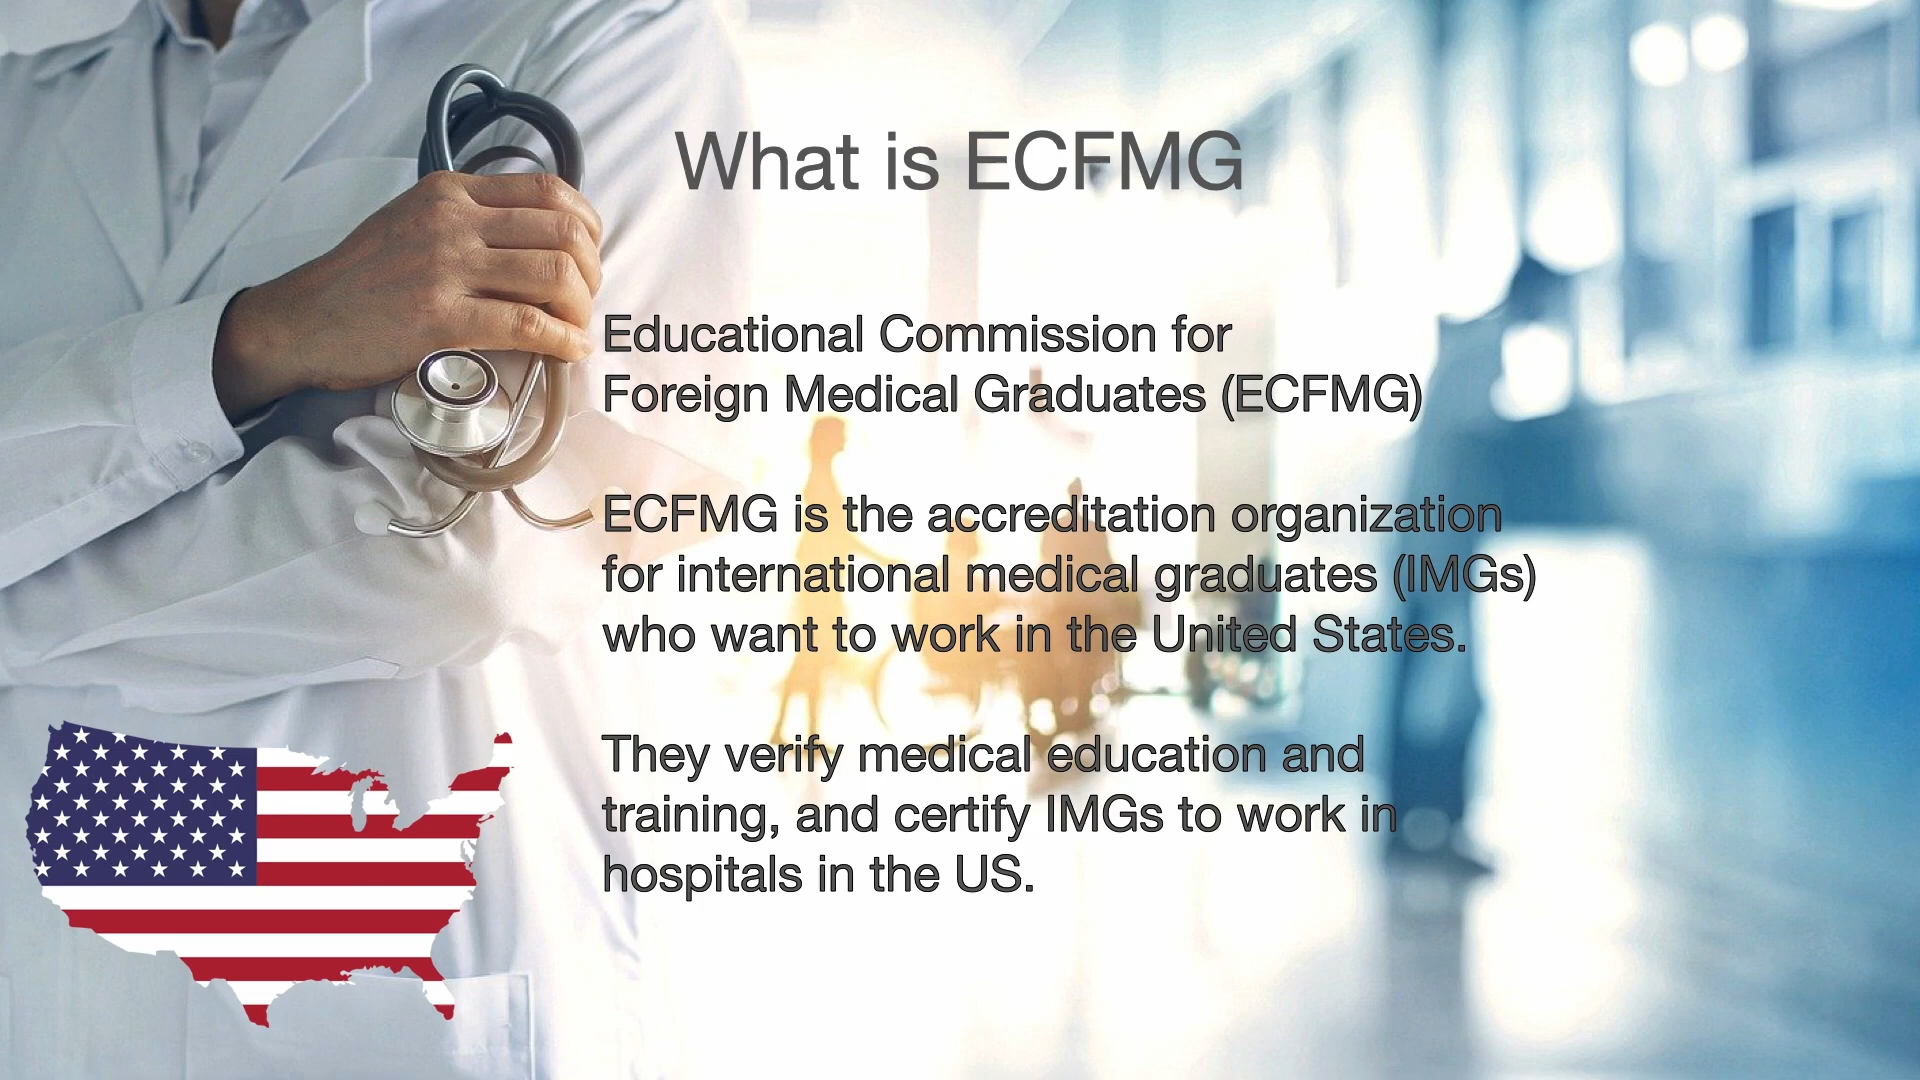 What is ECFMG
Educational Commission for
Foreign Medical Graduates (ECFMG)
ECFMG is the accreditation organization
for international medical graduates (IMGs)
who want to work in the United States.
They verify medical education and
training, and certify IMGs to work in
hospitals in the US.